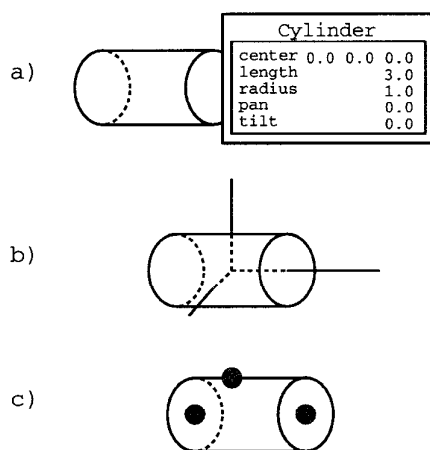 Cylinder
a)
center 0.0 0.0 0.0
length 3.0
radius 1.0
pan 0.0
tilt 0.0
b)
c)